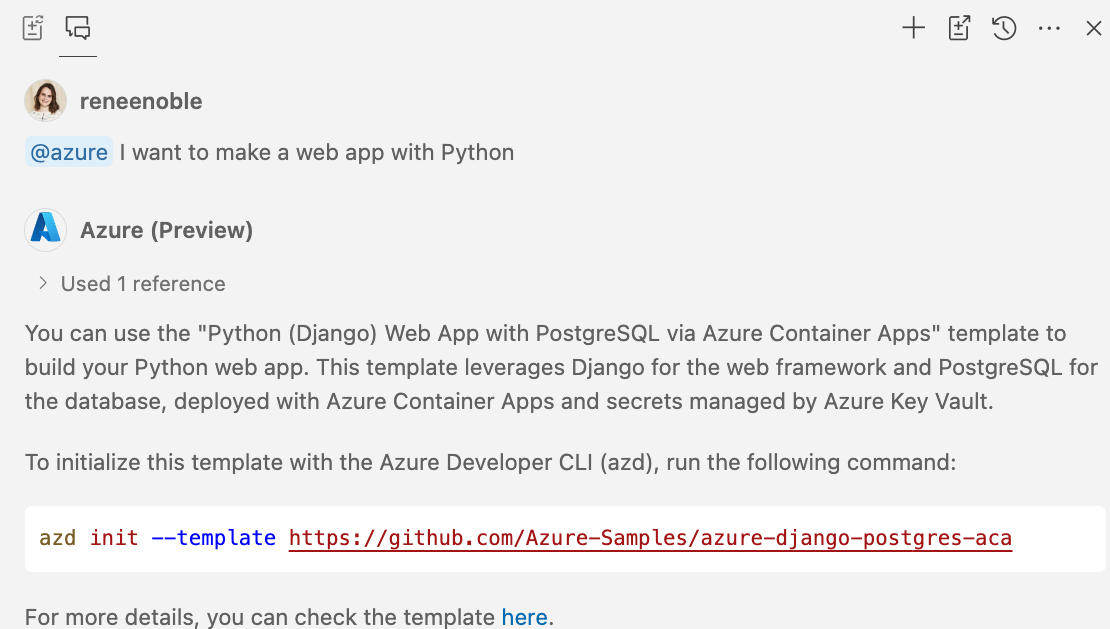 reneenoble
@azure I want to make a web app with Python
Azure (Preview)
Used 1 reference
You can use the "Python (Django) Web App with PostgreSQL via Azure Container Apps" template to
build your Python web app. This template leverages Django for the web framework and PostgreSQL for
the database, deployed with Azure Container Apps and secrets managed by Azure Key Vault.
To initialize this template with the Azure Developer CLI (azd), run the following command:
azd init --template https://github.com/Azure-Samples/azure-django-postgres-aca
For more details, you can check the template here.